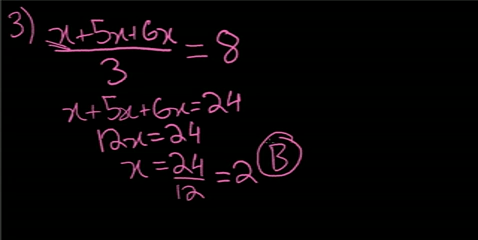 3) x+5x+6x / 3 = 8
x+5x+6x=24
12x=24
x=24/12=2 B